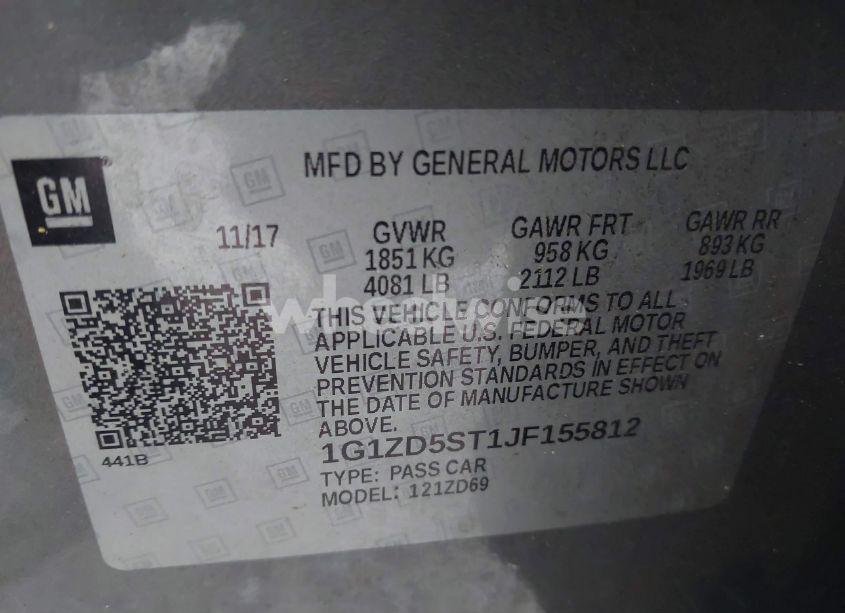 GM
MFD BY GENERAL MOTORS LLC
11/17
GVWR
1851 KG
4081 LB
GAWR FRT
958 KG
2112 LB
GAWR RR
893 KG
1969 LB
THIS VEHICLE CONFORMS TO ALL
APPLICABLE U.S. FEDERAL MOTOR
VEHICLE SAFETY, BUMPER, AND THEFT
PREVENTION STANDARDS IN EFFECT ON
THE DATE OF MANUFACTURE SHOWN
ABOVE.
441B
1G1ZD5ST1JF155812
TYPE: PASS CAR
MODEL: 121ZD69